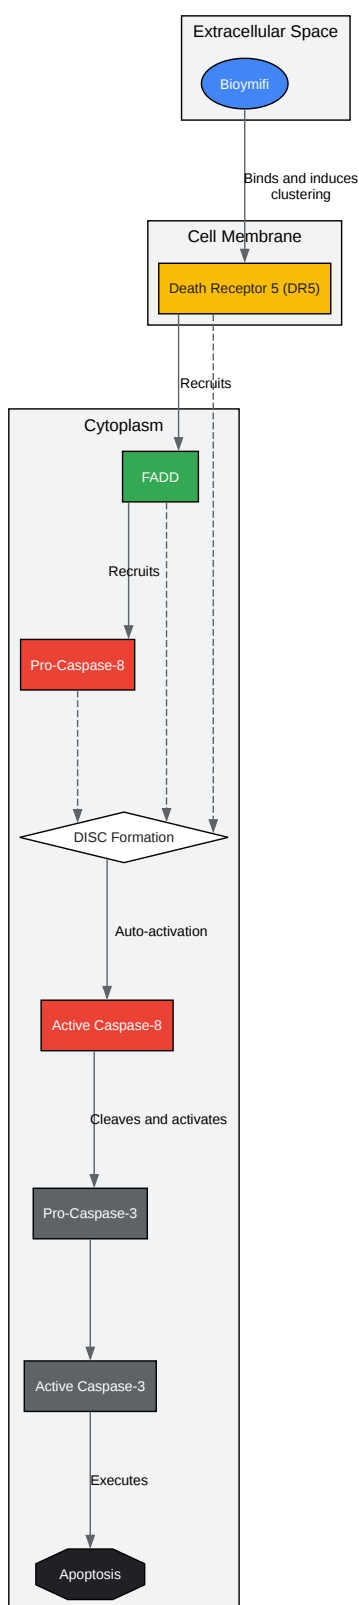 Extracellular Space
Bioymifi
Binds and induces
clustering
Cell Membrane
Death Receptor 5 (DR5)
Recruits
Cytoplasm
FADD
Recruits
Pro-Caspase-8
DISC Formation
Auto-activation
Active Caspase-8
Cleaves and activates
Pro-Caspase-3
Active Caspase-3
Executes
Apoptosis